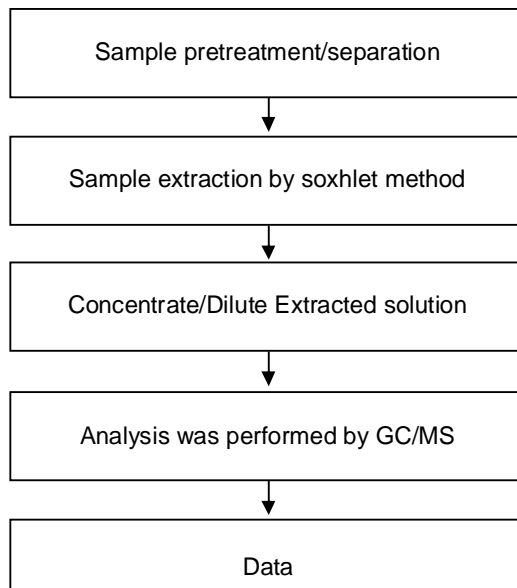 Sample pretreatment/separation
Sample extraction by soxhlet method
Concentrate/Dilute Extracted solution
Analysis was performed by GC/MS
Data